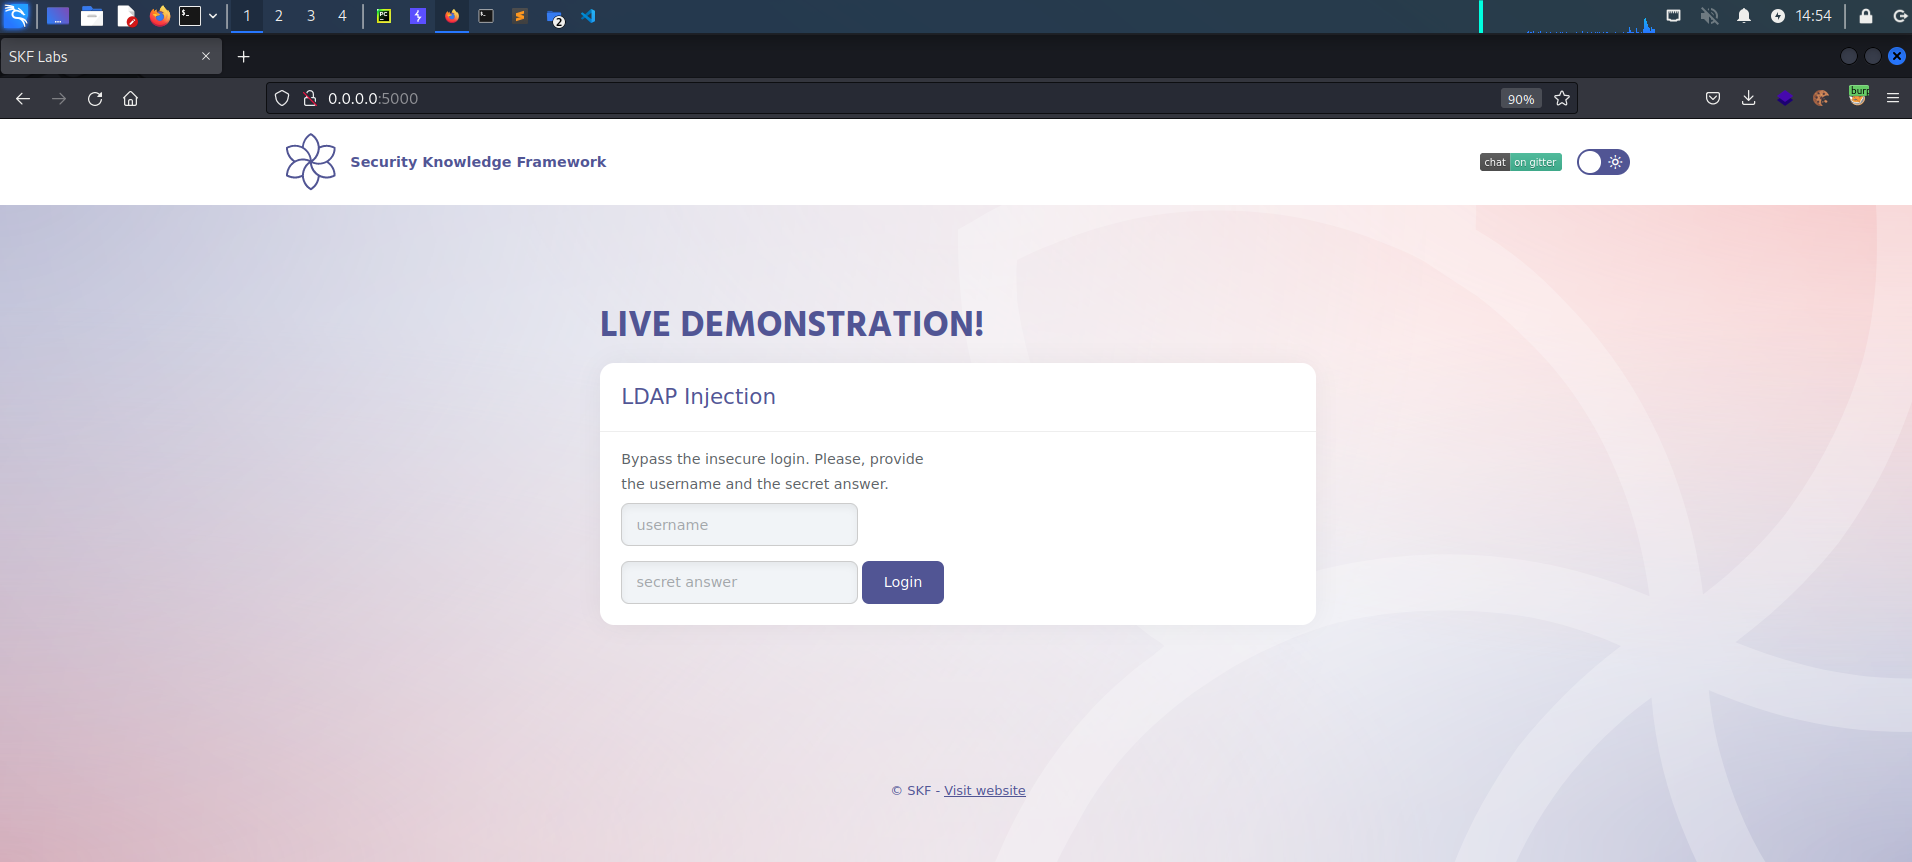 1 2 3 4 2 14:54
SKF Labs
0.0.0.0:5000 90% burp
Security Knowledge Framework chat on gitter
LIVE DEMONSTRATION!
LDAP Injection
Bypass the insecure login. Please, provide
the username and the secret answer.
username
secret answer Login
© SKF - Visit website